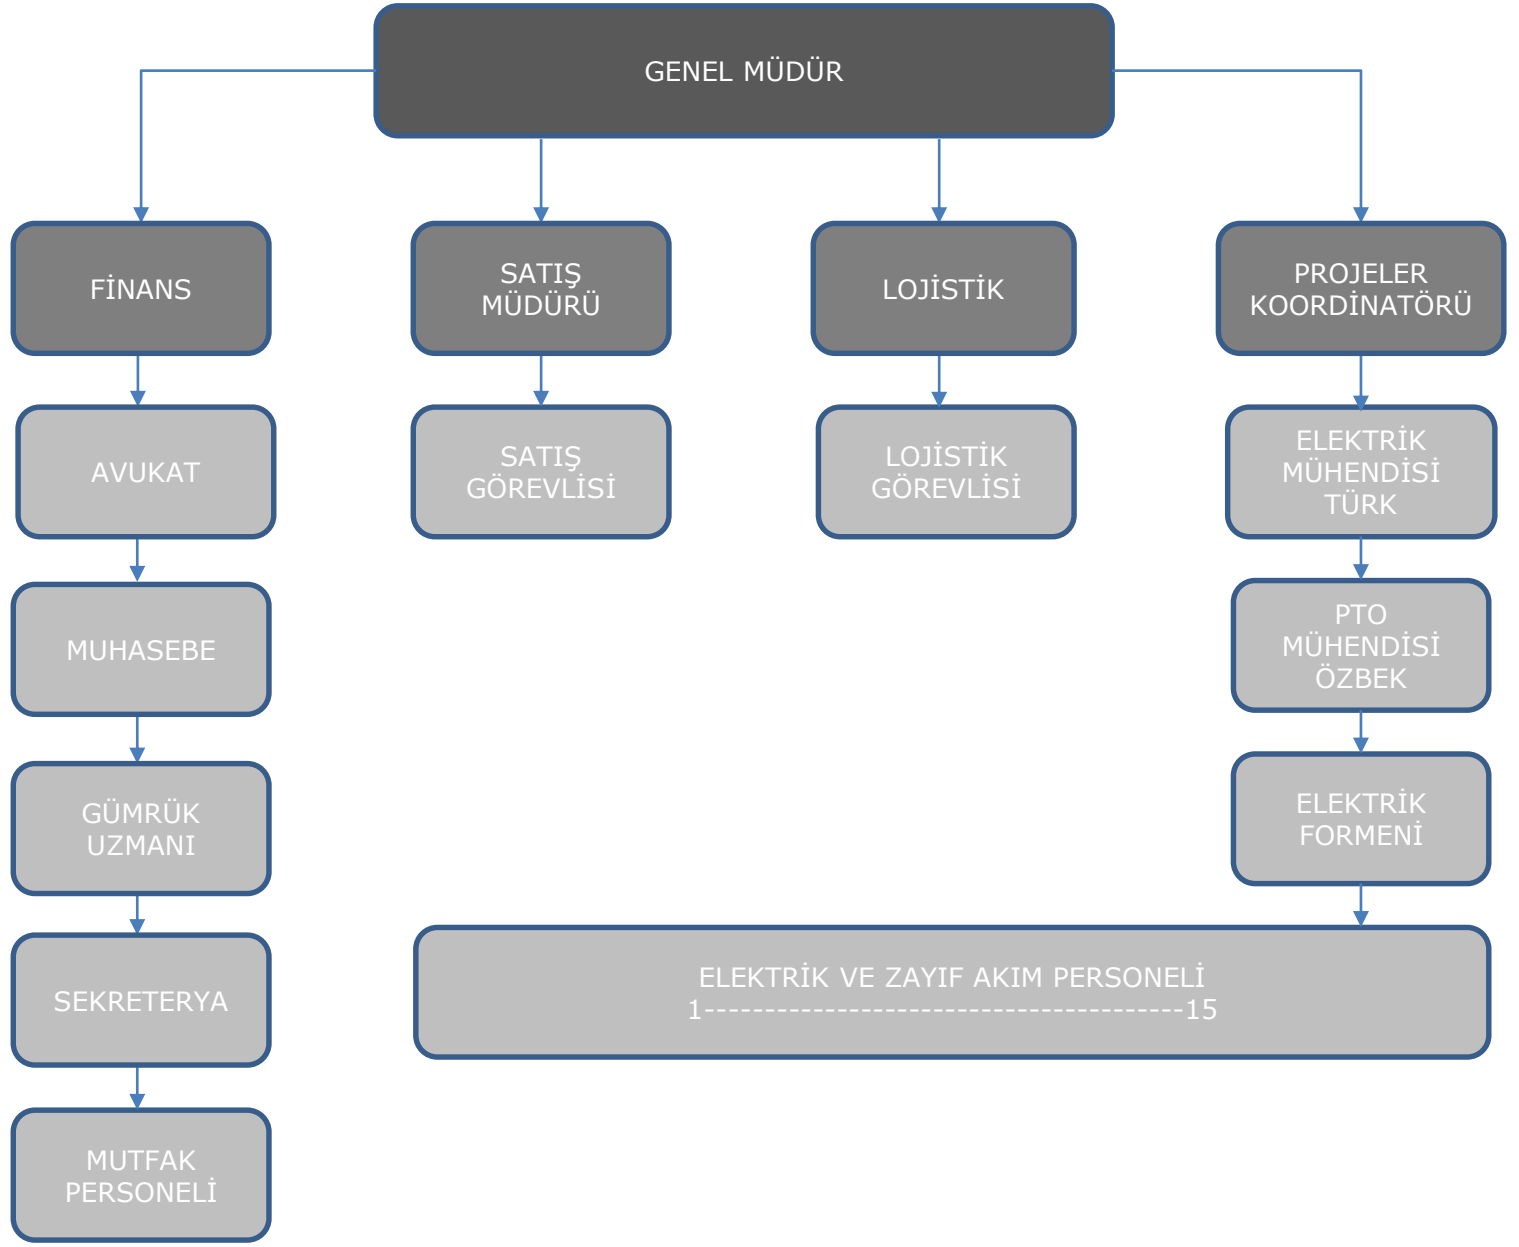 GENEL MÜDÜR
FİNANS
SATIŞ
MÜDÜRÜ
LOJİSTİK
PROJELER
KOORDİNATÖRÜ
AVUKAT
SATIŞ
GÖREVLİSİ
LOJİSTİK
GÖREVLİSİ
ELEKTRİK
MÜHENDİSİ
TÜRK
MUHASEBE
PTO
MÜHENDİSİ
ÖZBEK
GÜMRÜK
UZMANI
ELEKTRİK
FORMENİ
SEKRETERYA
ELEKTRİK VE ZAYIF AKIM PERSONELİ
1----------------------------------------15
MUTFAK
PERSONELİ